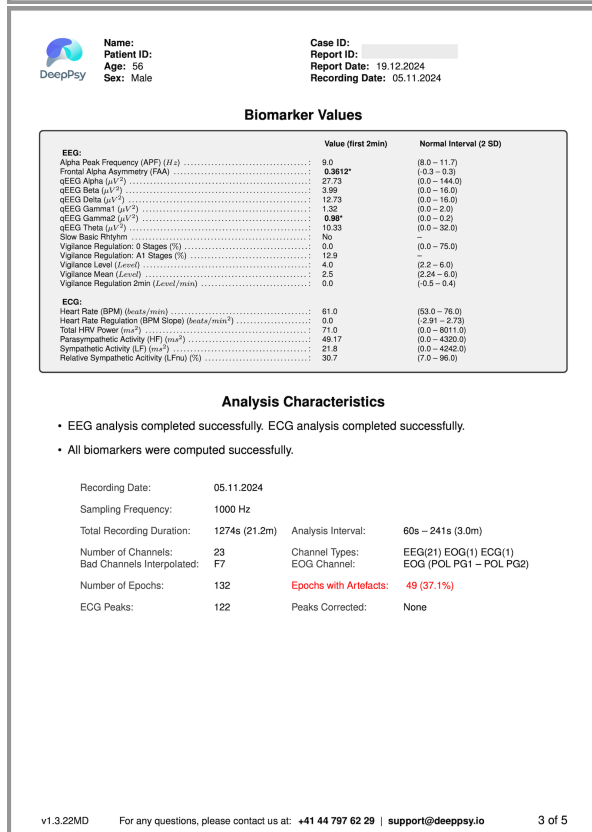 DeepPsy
Name:
Patient ID:
Age: 56
Sex: Male
Case ID:
Report ID:
Report Date: 19.12.2024
Recording Date: 05.11.2024
Biomarker Values
Value (first 2min) Normal Interval (2 SD)
EEG:
Alpha Peak Frequency (APF) (Hz) ................................ : 9.0 (8.0 – 11.7)
Frontal Alpha Asymmetry (FAA) ................................ : 0.3612* (-0.3 – 0.3)
qEEG Alpha (μV²) ................................ : 27.73 (0.0 – 144.0)
qEEG Beta (μV²) ................................ : 3.99 (0.0 – 16.0)
qEEG Delta (μV²) ................................ : 12.73 (0.0 – 16.0)
qEEG Gamma1 (μV²) ................................ : 1.32 (0.0 – 2.0)
qEEG Gamma2 (μV²) ................................ : 0.98* (0.0 – 0.2)
qEEG Theta (μV²) ................................ : 10.33 (0.0 – 32.0)
Slow Basic Rhtyhm ................................ : No –
Vigilance Regulation: 0 Stages (%) ................................ : 0.0 (0.0 – 75.0)
Vigilance Regulation: A1 Stages (%) ................................ : 12.9 –
Vigilance Level (Level) ................................ : 4.0 (2.2 – 6.0)
Vigilance Mean (Level) ................................ : 2.5 (2.24 – 6.0)
Vigilance Regulation 2min (Level/min) ................................ : 0.0 (-0.5 – 0.4)
ECG:
Heart Rate (BPM) (beats/min) ................................ : 61.0 (53.0 – 76.0)
Heart Rate Regulation (BPM Slope) (beats/min²) ................................ : 0.0 (-2.91 – 2.73)
Total HRV Power (ms²) ................................ : 71.0 (0.0 – 8011.0)
Parasympathetic Activity (HF) (ms²) ................................ : 49.17 (0.0 – 4320.0)
Sympathetic Activity (LF) (ms²) ................................ : 21.8 (0.0 – 4242.0)
Relative Sympathetic Acitivity (LFnu) (%) ................................ : 30.7 (7.0 – 96.0)
Analysis Characteristics
• EEG analysis completed successfully. ECG analysis completed successfully.
• All biomarkers were computed successfully.
Recording Date: 05.11.2024
Sampling Frequency: 1000 Hz
Total Recording Duration: 1274s (21.2m) Analysis Interval: 60s – 241s (3.0m)
Number of Channels: 23 Channel Types: EEG(21) EOG(1) ECG(1)
Bad Channels Interpolated: F7 EOG Channel: EOG (POL PG1 – POL PG2)
Number of Epochs: 132 Epochs with Artefacts: 49 (37.1%)
ECG Peaks: 122 Peaks Corrected: None
v1.3.22MD For any questions, please contact us at: +41 44 797 62 29 | support@deeppsy.io 3 of 5